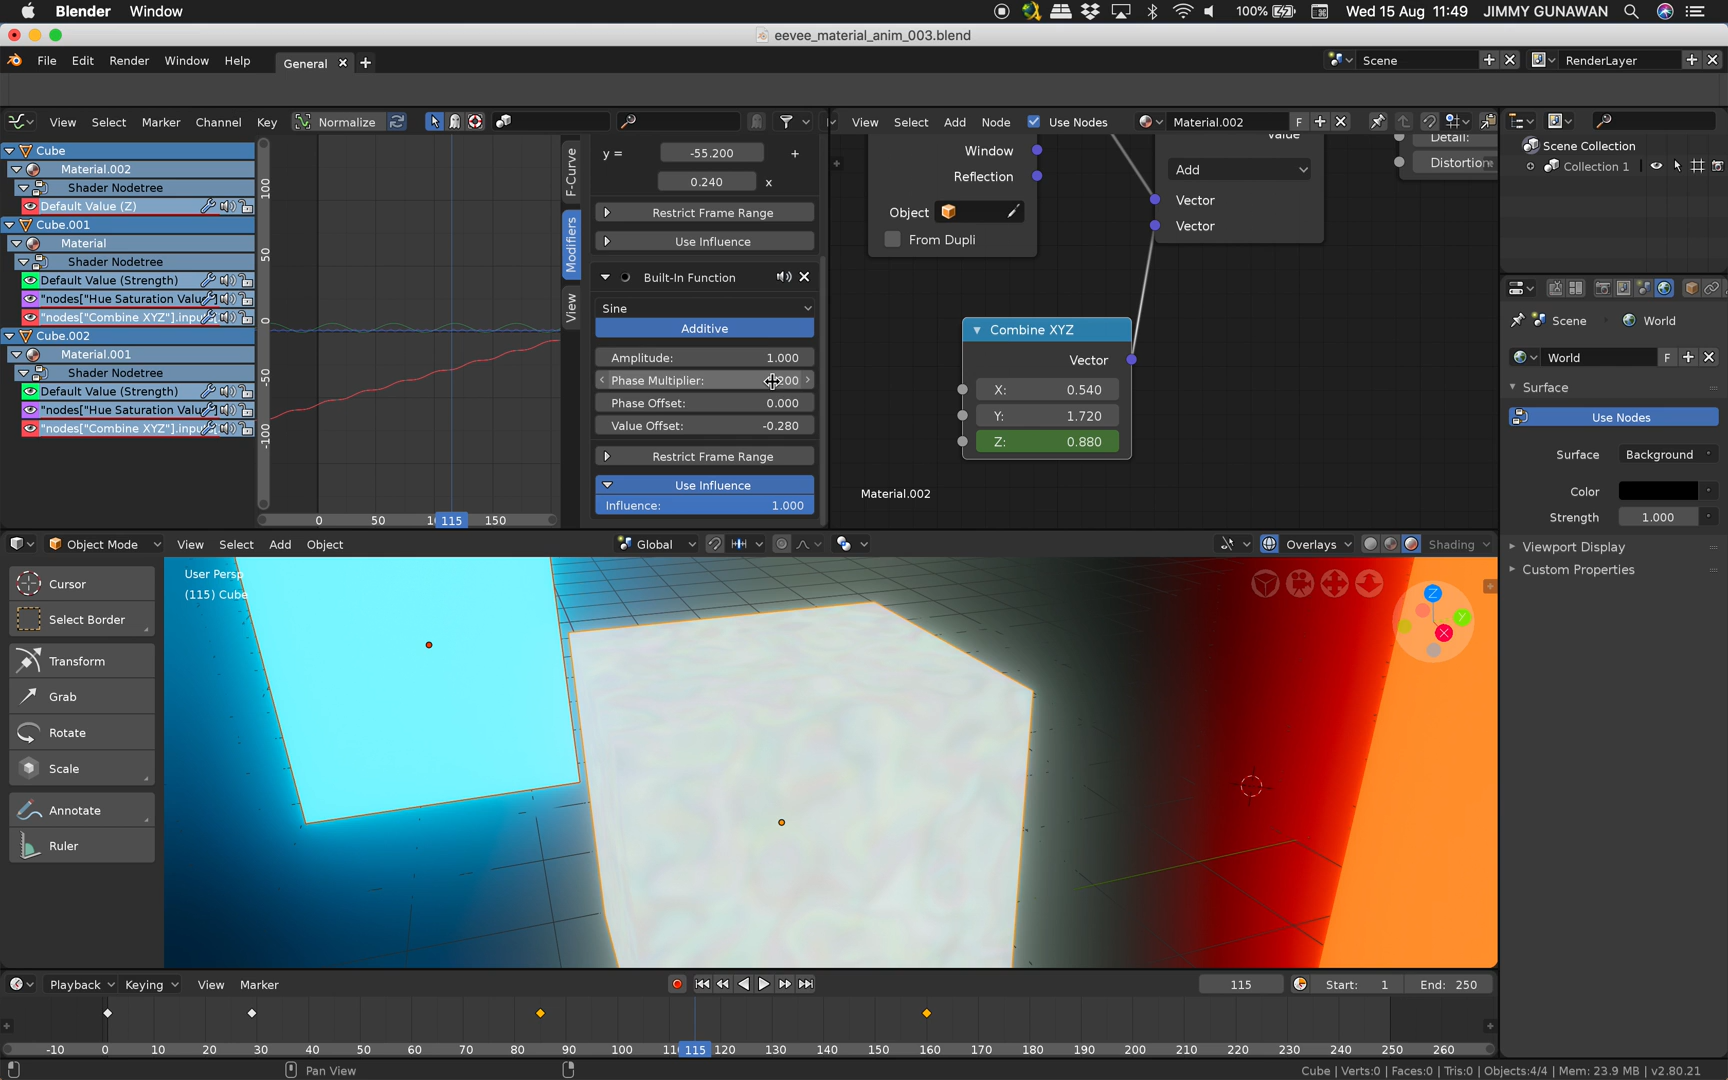 Blender Window 100% Wed 15 Aug 11:49 JIMMY GUNAWAN
eevee_material_anim_003.blend
File Edit Render Window Help General Scene RenderLayer
View Select Marker Channel Key Normalize
View Select Add Node Use Nodes Material.002 F
Cube
Material.002
Shader Nodetree
Default Value (Z)
Cube.001
Material
Shader Nodetree
Default Value (Strength)
"nodes["Hue Saturation Valu
"nodes["Combine XYZ"].inpu
Cube.002
Material.001
Shader Nodetree
Default Value (Strength)
"nodes["Hue Saturation Valu
"nodes["Combine XYZ"].inpu
100
50
0
-50
-100
0 50 115 150
F-Curve
Modifiers
View
y = -55.200 +
0.240 x
Restrict Frame Range
Use Influence
Built-In Function
Sine
Additive
Amplitude: 1.000
Phase Multiplier:
Phase Offset: 0.000
Value Offset: -0.280
Restrict Frame Range
Use Influence
Influence: 1.000
Window
Reflection
Object
From Dupli
Value
Add
Vector
Vector
Detail:
Distortion
Combine XYZ
Vector
X: 0.540
Y: 1.720
Z: 0.880
Material.002
Scene Collection
Collection 1
Scene World
World F
Surface
Use Nodes
Surface Background
Color
Strength 1.000
Viewport Display
Custom Properties
Object Mode View Select Add Object Global Overlays Shading
Cursor
Select Border
Transform
Grab
Rotate
Scale
Annotate
Ruler
User Persp
(115) Cube
Z
Y
X
Playback Keying View Marker 115 Start: 1 End: 250
-10 0 10 20 30 40 50 60 70 80 90 100 115 120 130 140 150 160 170 180 190 200 210 220 230 240 250 260
Pan View
Cube | Verts:0 | Faces:0 | Tris:0 | Objects:4/4 | Mem: 23.9 MB | v2.80.21